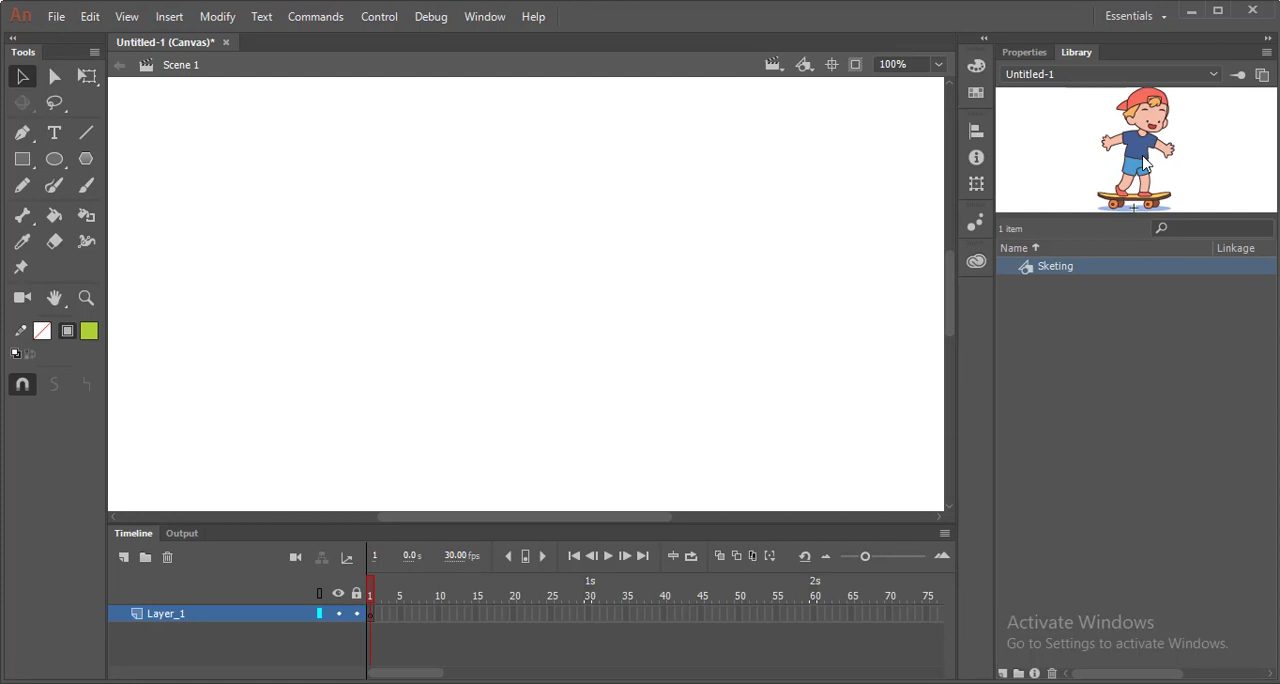 An File Edit View Insert Modify Text Commands Control Debug Window Help Essentials
Tools
Untitled-1 (Canvas)* ×
Properties Library
Scene 1
100%
Untitled-1
T
1 item
Name Linkage
Sketing
Timeline Output
1 0.0 s 30.00 fps
1s 2s
1 5 10 15 20 25 30 35 40 45 50 55 60 65 70 75
Layer_1
Activate Windows
Go to Settings to activate Windows.